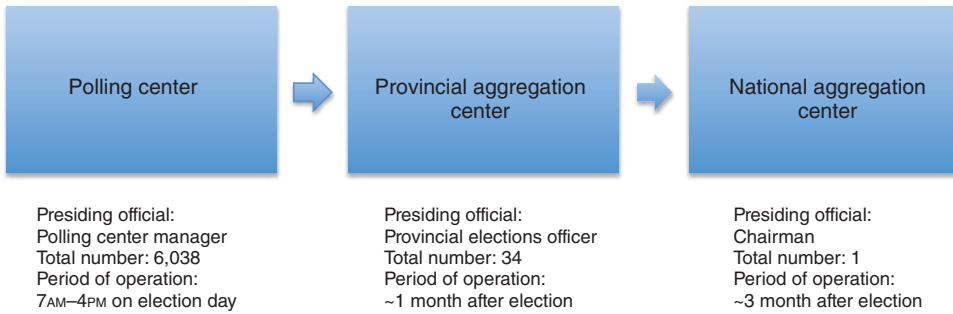 Polling center
Provincial aggregation
center
National aggregation
center
Presiding official:
Polling center manager
Total number: 6,038
Period of operation:
7AM–4PM on election day
Presiding official:
Provincial elections officer
Total number: 34
Period of operation:
~1 month after election
Presiding official:
Chairman
Total number: 1
Period of operation:
~3 month after election